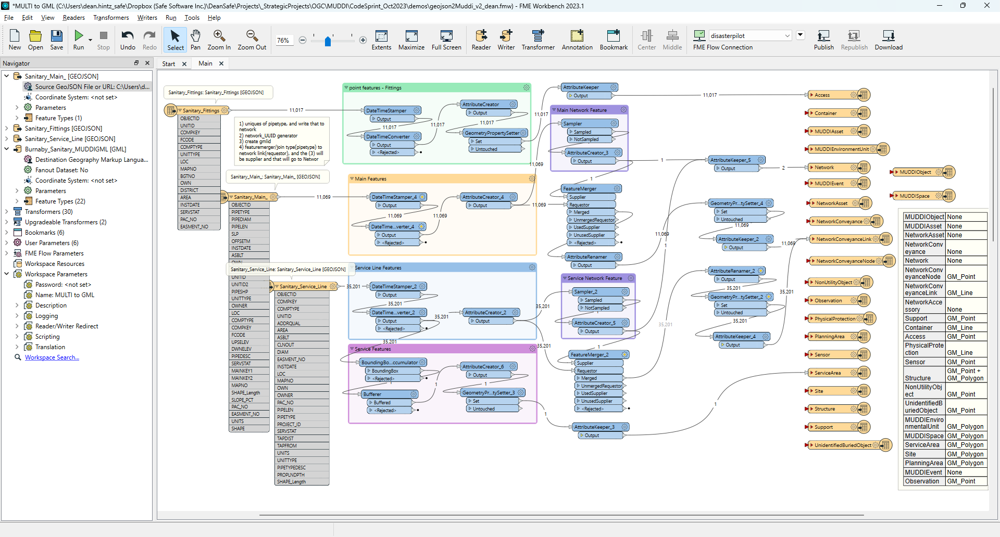 *MULTI to GML (C:\Users\dean.hintz_safe\Dropbox (Safe Software Inc.)\DeanSafe\Projects\_StrategicProjects\OGC\MUDDI\CodeSprint_Oct2023\demos\geojson2Muddi_v2_dean.fmw) - FME Workbench 2023.1
File Edit View Readers Transformers Writers Run Tools Help
New Open Save Run Stop Undo Redo Select Pan Zoom In Zoom Out 76% Extents Maximize Full Screen Reader Writer Transformer Annotation Bookmark Center Middle disasterpilot FME Flow Connection Publish Republish Download
Navigator
Sanitary_Main_ [GEOJSON]
Source GeoJSON File or URL: C:\Users\d...
Coordinate System: <not set>
Parameters
Feature Types (1)
Sanitary_Fittings [GEOJSON]
Sanitary_Service_Line [GEOJSON]
Burnaby_Sanitary_MUDDIGML [GML]
Destination Geography Markup Langua...
Fanout Dataset: No
Coordinate System: <not set>
Parameters
Feature Types (22)
Transformers (30)
Upgradeable Transformers (2)
Bookmarks (6)
User Parameters (6)
FME Flow Parameters
Workspace Resources
Workspace Parameters
Password: <not set>
Name: MULTI to GML
Description
Logging
Reader/Writer Redirect
Scripting
Translation
Workspace Search...
Start Main
Sanitary_Fittings: Sanitary_Fittings [GEOJSON]
Sanitary_Fittings
OBJECTID
UNITID
COMPKEY
FCODE
COMPTYPE
UNITTYPE
LOC
MAPNO
BGTNO
OWN
DISTRICT
AREA
INSTDATE
SERVSTAT
PAC_NO
EASMENT_NO
11,017
1) uniques of pipetype, and write that to
network
2) network_UUID generator
3) create gmlid
4) featuremerger/join type(pipetype) to
network link(requestor), and the (3) will
be supplier and that will go to Networ
Sanitary_Main_: Sanitary_Main_ [GEOJSON]
Sanitary_Main_
OBJECTID
PIPETYPE
PIPEDIAM
PIPELEN
SLP
OFFSETM
INSTDATE
ASBLT
OWN
UNITID
UNITID2
PIPESHP
UNITTYPE
OWNER
LOC
COMPTYPE
COMPKEY
FCODE
UPSELEV
DWNELEV
PIPEDESC
SERVSTAT
MAINKEY1
MAINKEY2
MAPNO
SHAPE_Length
SLOPE_PCT
PAC_NO
EASMENT_NO
UNITS
SHAPE
11,069
Sanitary_Service_Line: Sanitary_Service_Line [GEOJSON]
Sanitary_Service_Line
OBJECTID
COMPKEY
COMPTYPE
UNITID
ADDRQUAL
AREA
ASBLT
CLNOUT
DIAM
EASMENT_NO
INSTDATE
LOC
MAPNO
OWN
OWNER
PAC_NO
PIPELEN
PIPETYPE
PROJECT_ID
SERVSTAT
TAPDIST
TAPFROM
UNITS
UNITTYPE
PIPETYPEDESC
PROPLNDPTH
SHAPE_Length
35,201
point features - Fittings
DateTimeStamper
Output
11,017
DateTimeConverter
Output
<Rejected>
11,017
AttributeCreator
Output
11,017
GeometryPropertySetter
Set
Untouched
11,017
Main Features
DateTimeStamper_4
Output
11,069
DateTime...verter_4
Output
<Rejected>
11,069
AttributeCreator_4
Output
11,069
11,069
Service Line Features
DateTimeStamper_2
Output
35,201
DateTime...verter_2
Output
<Rejected>
35,201
35,201
AttributeCreator_2
Output
35,201
35,201
Service Features
BoundingBo...ccumulator
BoundingBox
<Rejected>
1
Bufferer
Buffered
<Rejected>
1
AttributeCreator_6
Output
1
GeometryPr...tySetter_3
Set
Untouched
1
AttributeKeeper
Output
11,017
Main Network Feature
Sampler
Sampled
NotSampled
AttributeCreator_3
Output
1
1
FeatureMerger
Supplier
Requestor
Merged
UnmergedRequestor
UsedSupplier
UnusedSupplier
<Rejected>
AttributeRenamer
Output
11,069
1
Service Network Feature
Sampler_2
Sampled
NotSampled
AttributeCreator_5
Output
1
35,201
FeatureMerger_2
Supplier
Requestor
Merged
UnmergedRequestor
UsedSupplier
UnusedSupplier
<Rejected>
AttributeKeeper_3
Output
1
AttributeKeeper_5
Output
2
GeometryPr...tySetter_4
Set
Untouched
11,069
AttributeKeeper_2
Output
11,069
AttributeRenamer_2
Output
35,201
GeometryPr...tySetter_2
Set
Untouched
35,201
AttributeKeeper_4
Output
35,201
Access
Container
MUDDIAsset
MUDDIEnvironmentUnit
Network
MUDDIEvent
NetworkAsset
NetworkConveyance
NetworkConveyanceLink
NetworkConveyanceNode
NonUtilityObject
Observation
PhysicalProtection
PlanningArea
Sensor
ServiceArea
Site
Structure
Support
UnidentifiedBuriedObject
MUDDIObject
MUDDISpace
MUDDIObject None
MUDDIAsset None
NetworkAsset None
NetworkConv
eyance None
Network None
NetworkConv
eyanceNode GM_Point
NetworkConv
eyanceLink GM_Line
NetworkAcce
ssory None
Support GM_Point
Container GM_Line
Access GM_Point
PhysicalProte
ction GM_Line
Sensor GM_Point
GM_Point +
Structure GM_Polygon
NonUtilityObj
ect GM_Point
UnidentifiedB
uriedObject GM_Point
MUDDIEnviro
nmentalUnit GM_Polygon
MUDDISpace GM_Polygon
ServiceArea GM_Polygon
Site GM_Polygon
PlanningArea GM_Polygon
MUDDIEvent None
Observation GM_Point